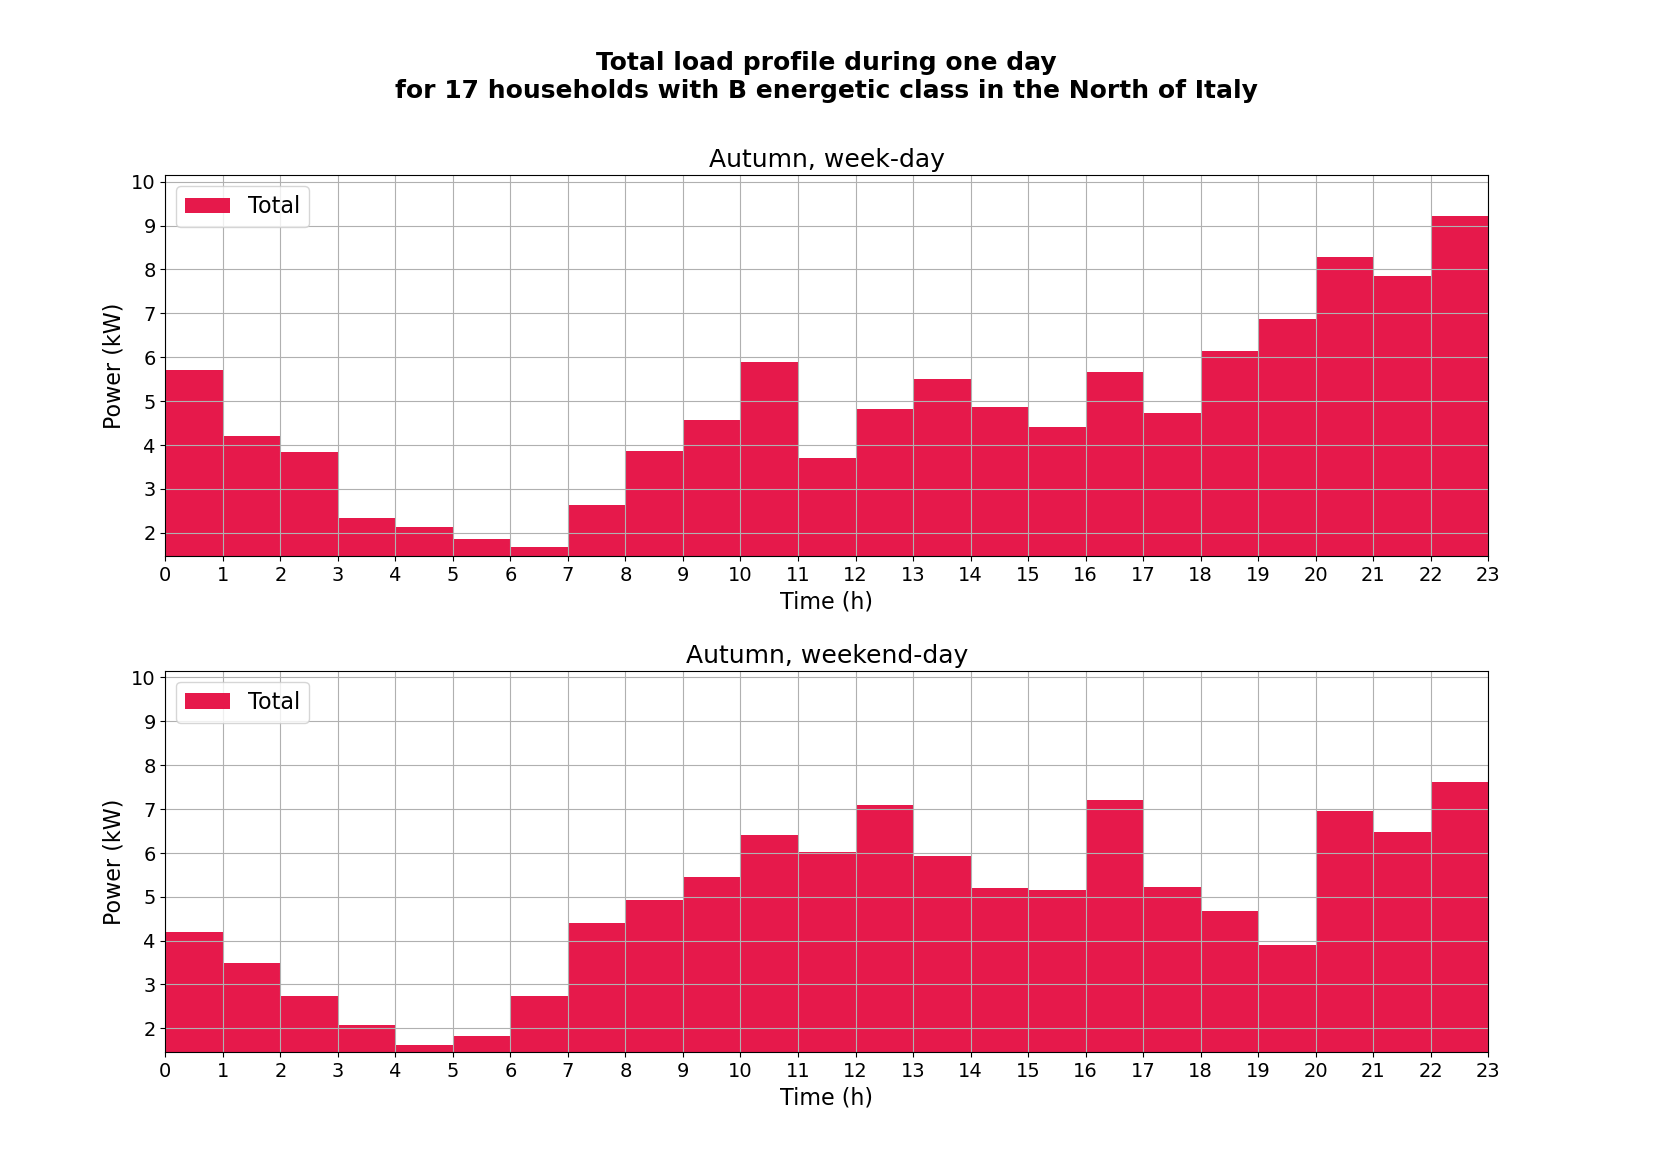 Total load profile during one day
for 17 households with B energetic class in the North of Italy
Autumn, week-day
Total
10
9
8
7
6
5
4
3
2
Power (kW)
0 1 2 3 4 5 6 7 8 9 10 11 12 13 14 15 16 17 18 19 20 21 22 23
Time (h)
Autumn, weekend-day
Total
10
9
8
7
6
5
4
3
2
Power (kW)
0 1 2 3 4 5 6 7 8 9 10 11 12 13 14 15 16 17 18 19 20 21 22 23
Time (h)